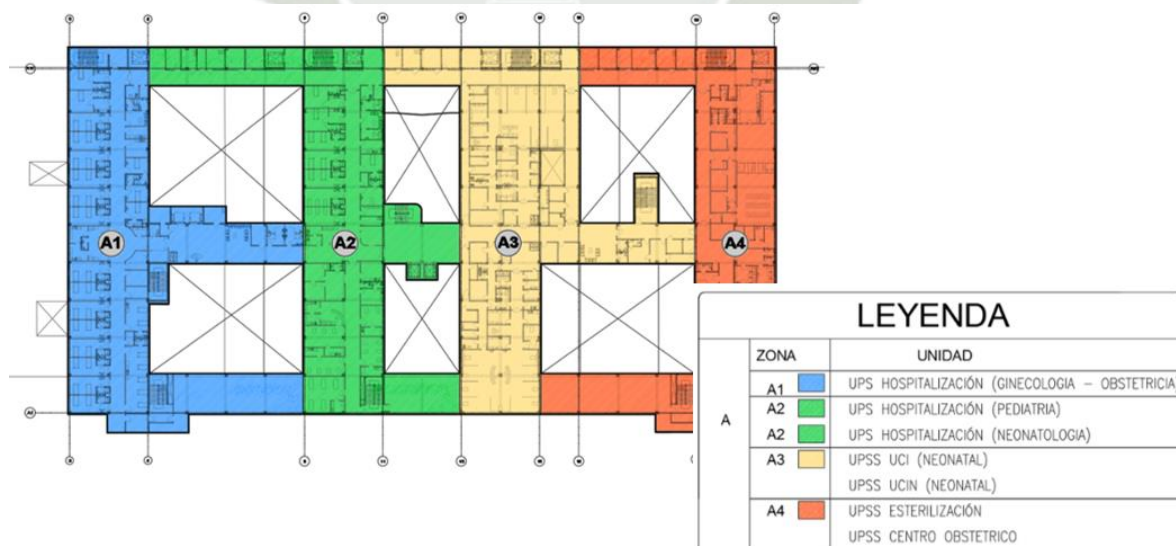 A1
A2
A3
A4
LEYENDA
ZONA UNIDAD
A
A1 UPS HOSPITALIZACIÓN (GINECOLOGIA - OBSTETRICIA
A2 UPS HOSPITALIZACIÓN (PEDIATRIA)
A2 UPS HOSPITALIZACIÓN (NEONATOLOGIA)
A3 UPSS UCI (NEONATAL)
UPSS UCIN (NEONATAL)
A4 UPSS ESTERILIZACIÓN
UPSS CENTRO OBSTETRICO